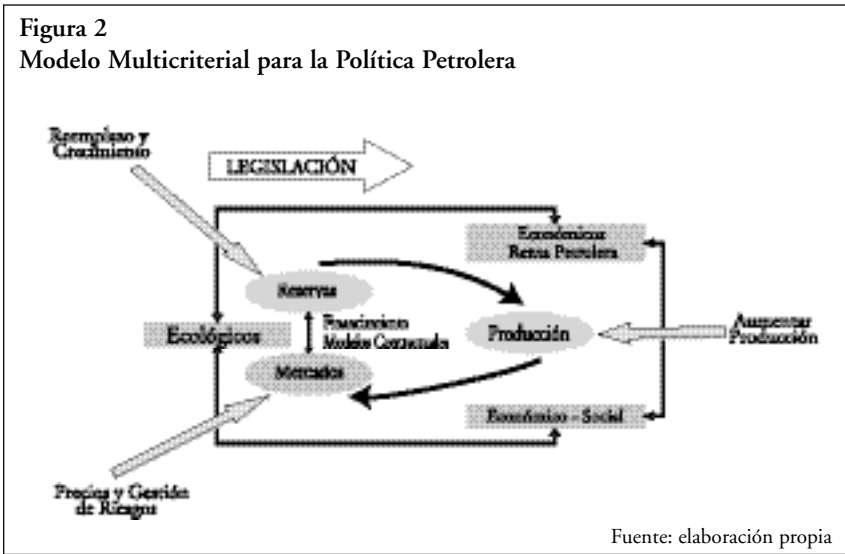 Figura 2
Modelo Multicriterial para la Política Petrolera
Reemplazo y
Crecimiento
LEGISLACIÓN
Económicos
Renta Petrolera
Reservas
Ecológicos
Financiamiento
Modelos Contractuales
Producción
Aumentar
Producción
Mercados
Económico - Social
Precios y Gestión
de Riesgos
Fuente: elaboración propia